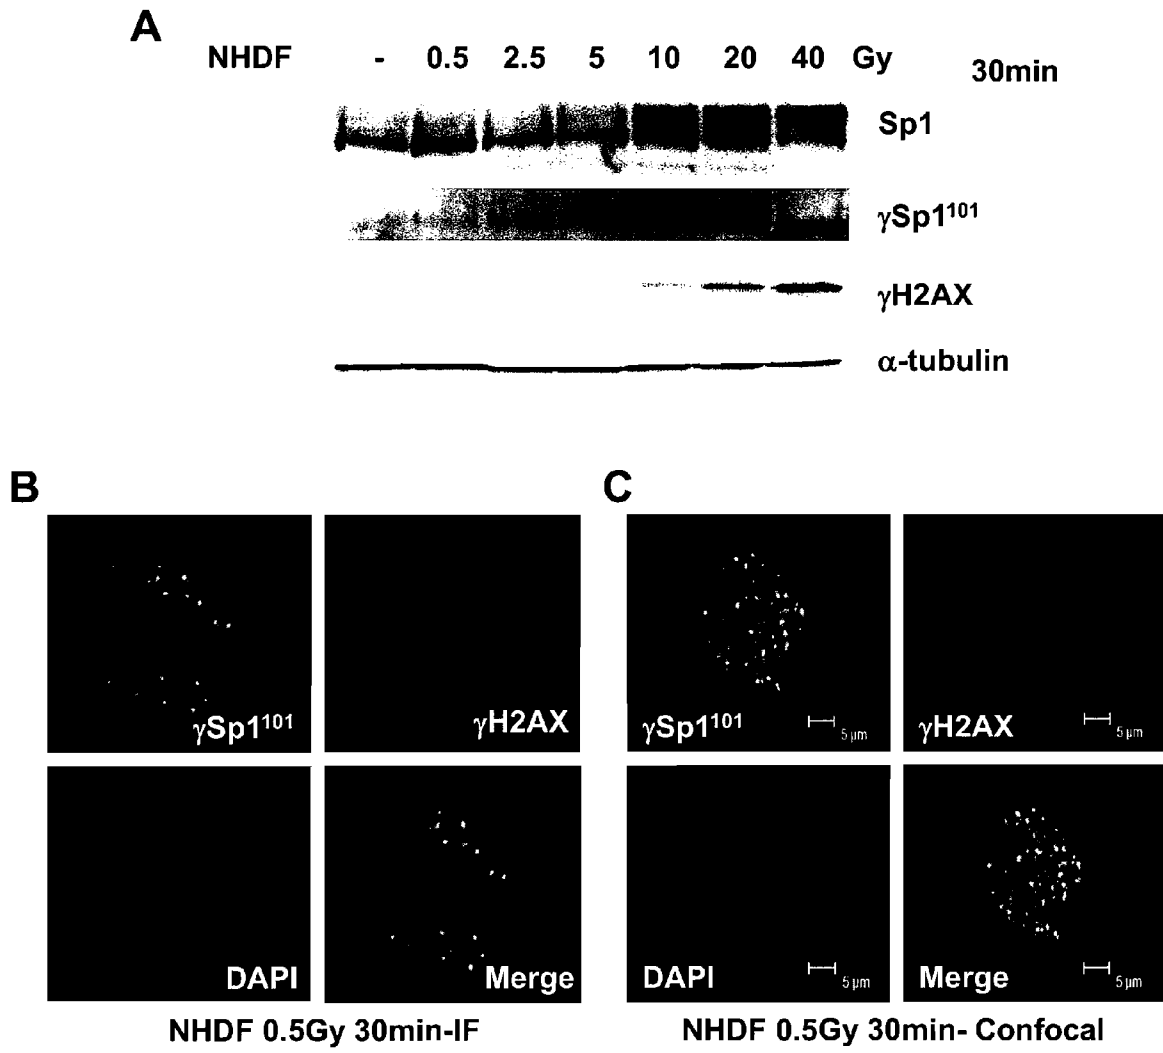 A
NHDF - 0.5 2.5 5 10 20 40 Gy 30min
Sp1
γSp1¹⁰¹
γH2AX
α-tubulin
B
C
γSp1¹⁰¹
γH2AX
γSp1¹⁰¹ 5 µm
γH2AX 5 µm
DAPI
Merge
DAPI 5 µm
Merge 5 µm
NHDF 0.5Gy 30min-IF
NHDF 0.5Gy 30min- Confocal